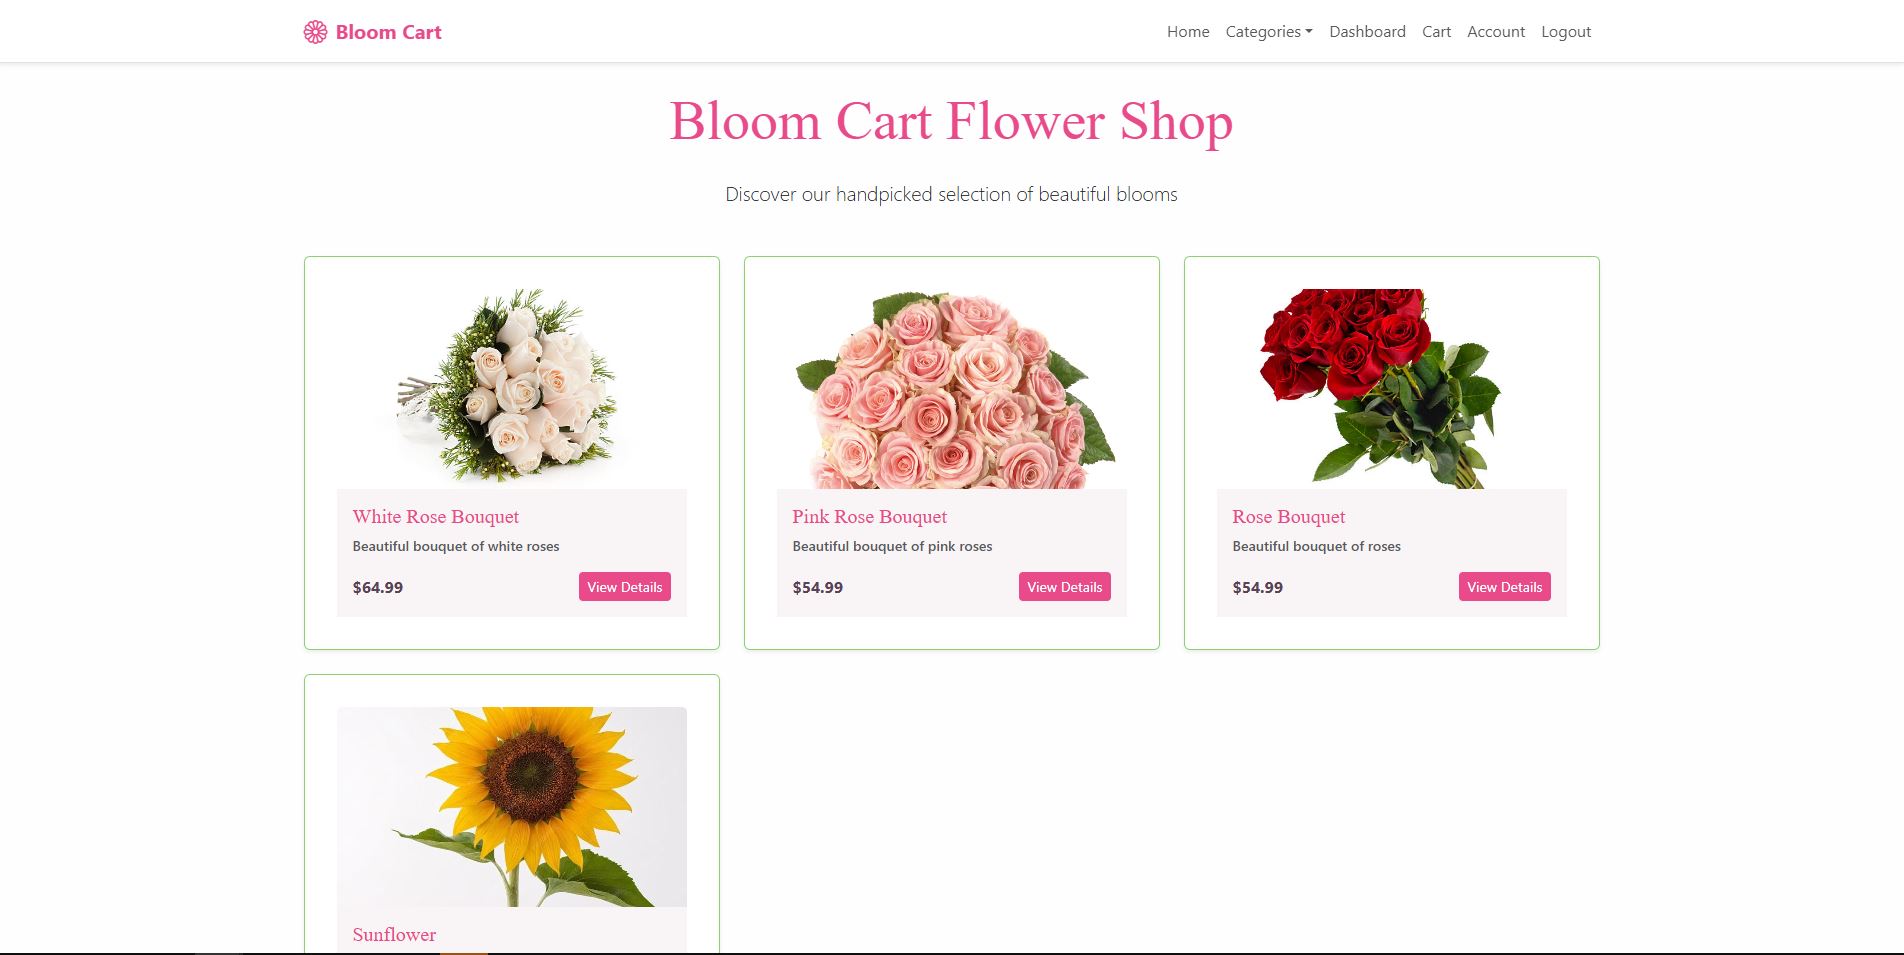 Bloom Cart
Home Categories Dashboard Cart Account Logout
Bloom Cart Flower Shop
Discover our handpicked selection of beautiful blooms
White Rose Bouquet
Beautiful bouquet of white roses
$64.99 View Details
Pink Rose Bouquet
Beautiful bouquet of pink roses
$54.99 View Details
Rose Bouquet
Beautiful bouquet of roses
$54.99 View Details
Sunflower